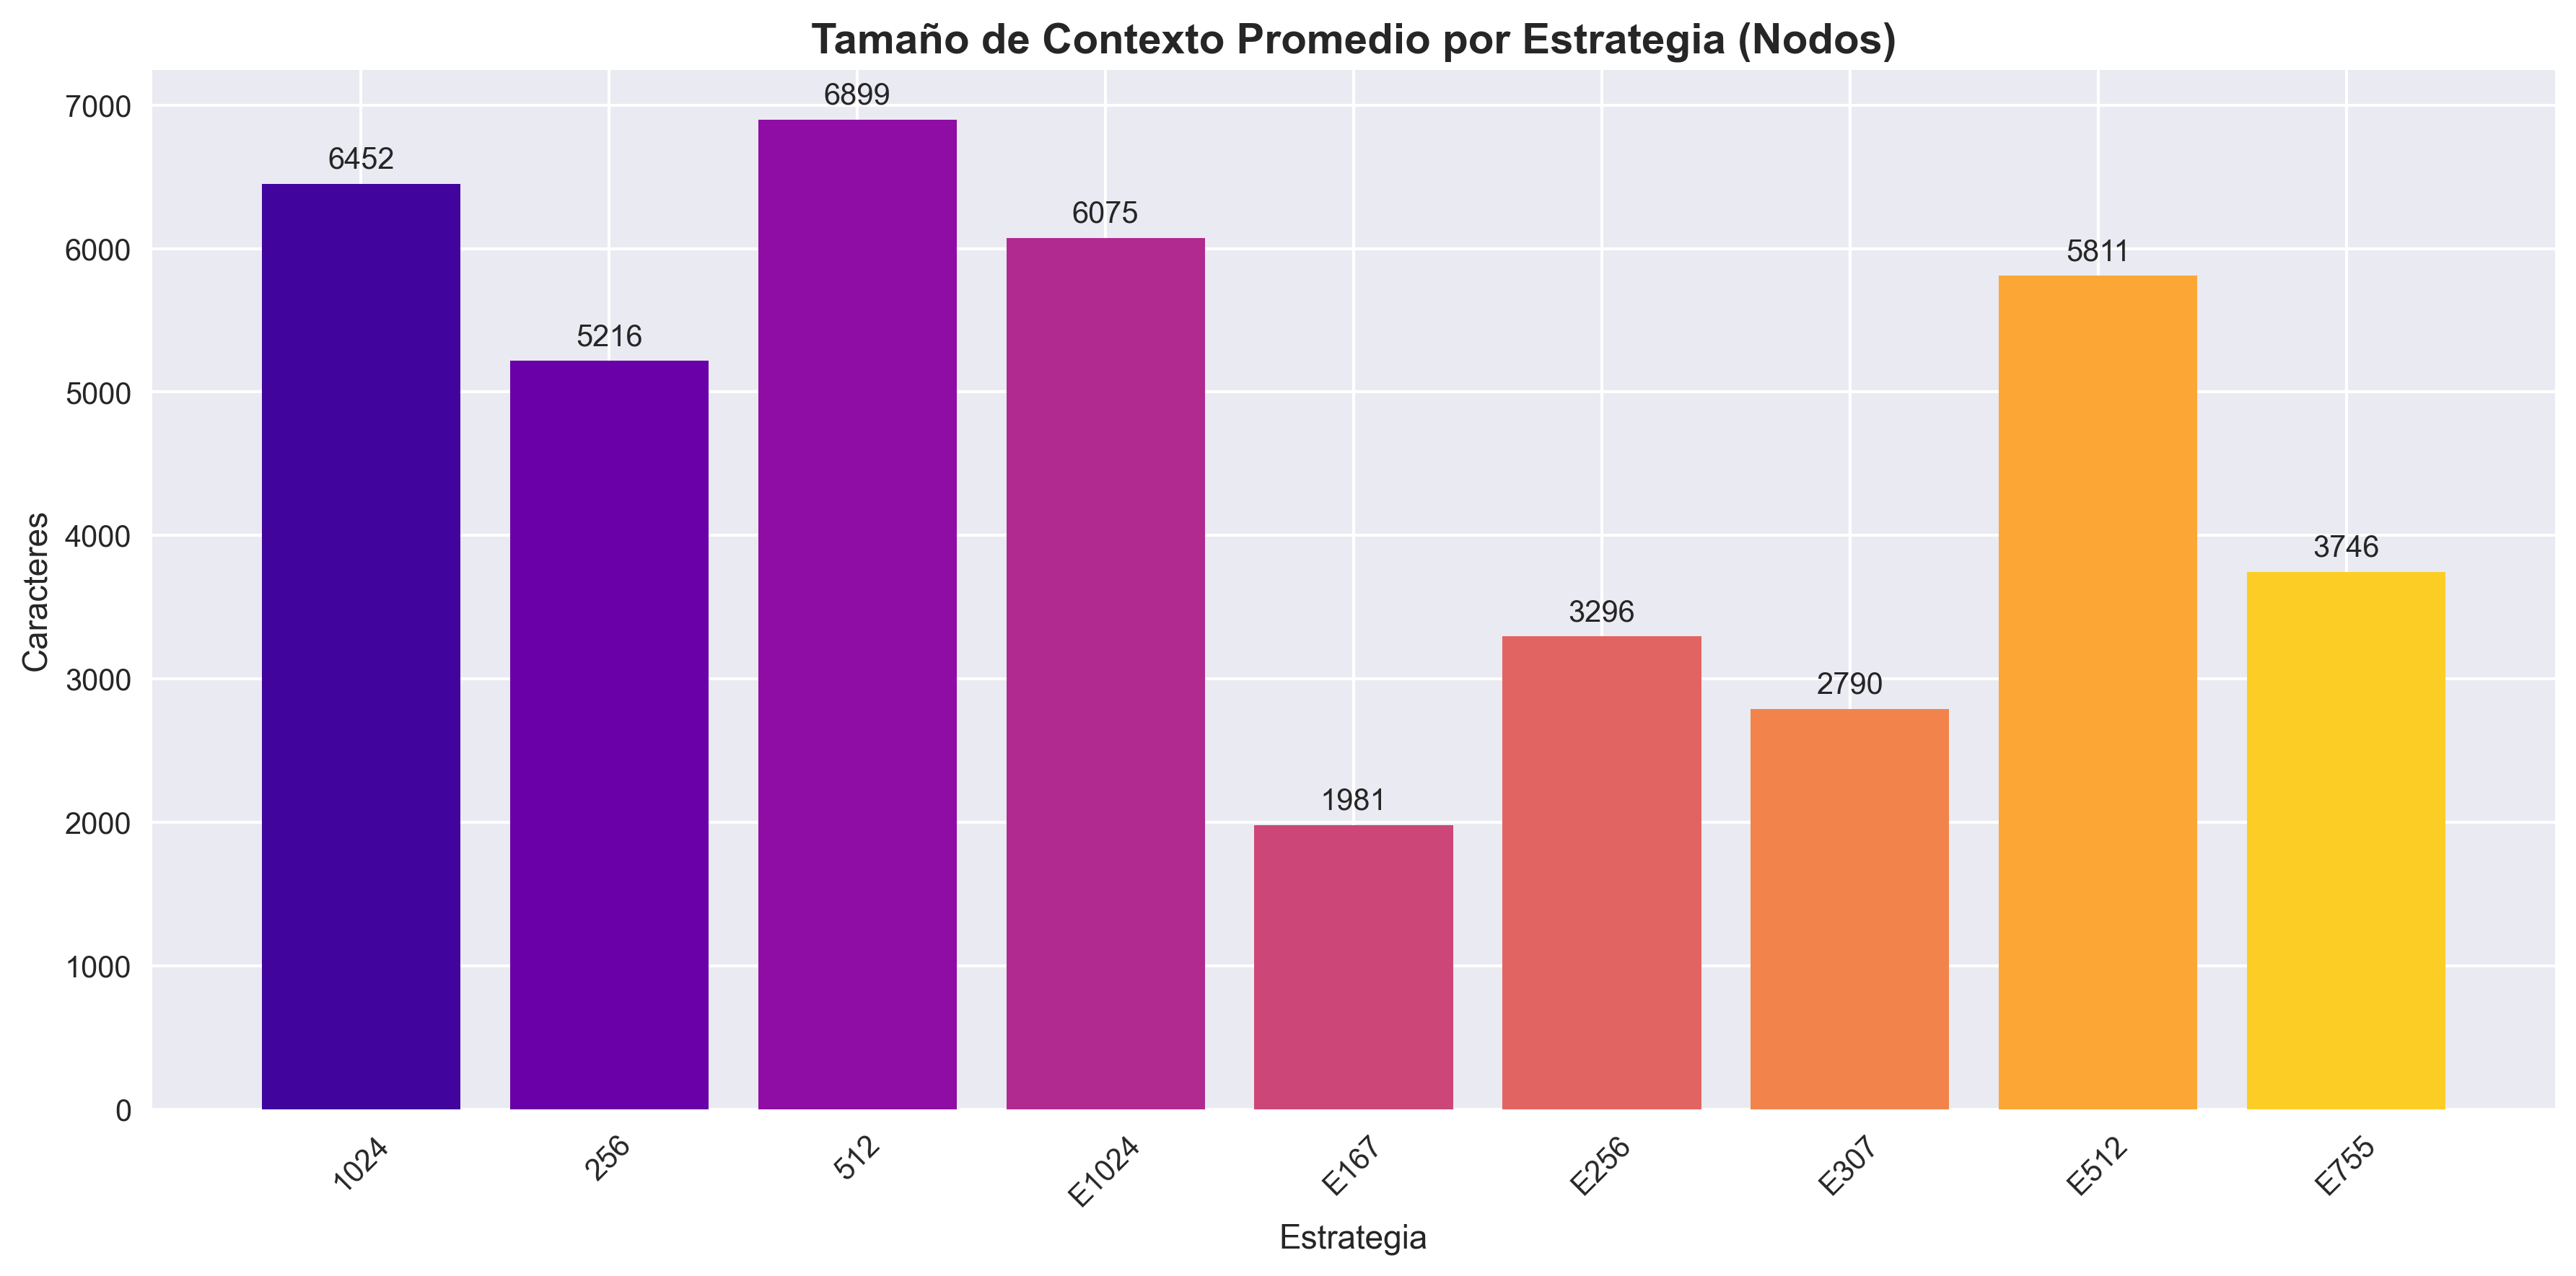 Tamaño de Contexto Promedio por Estrategia (Nodos)
7000
6000
5000
4000
3000
2000
1000
0
Caracteres
6452
5216
6899
6075
1981
3296
2790
5811
3746
1024
256
512
E1024
E167
E256
E307
E512
E755
Estrategia